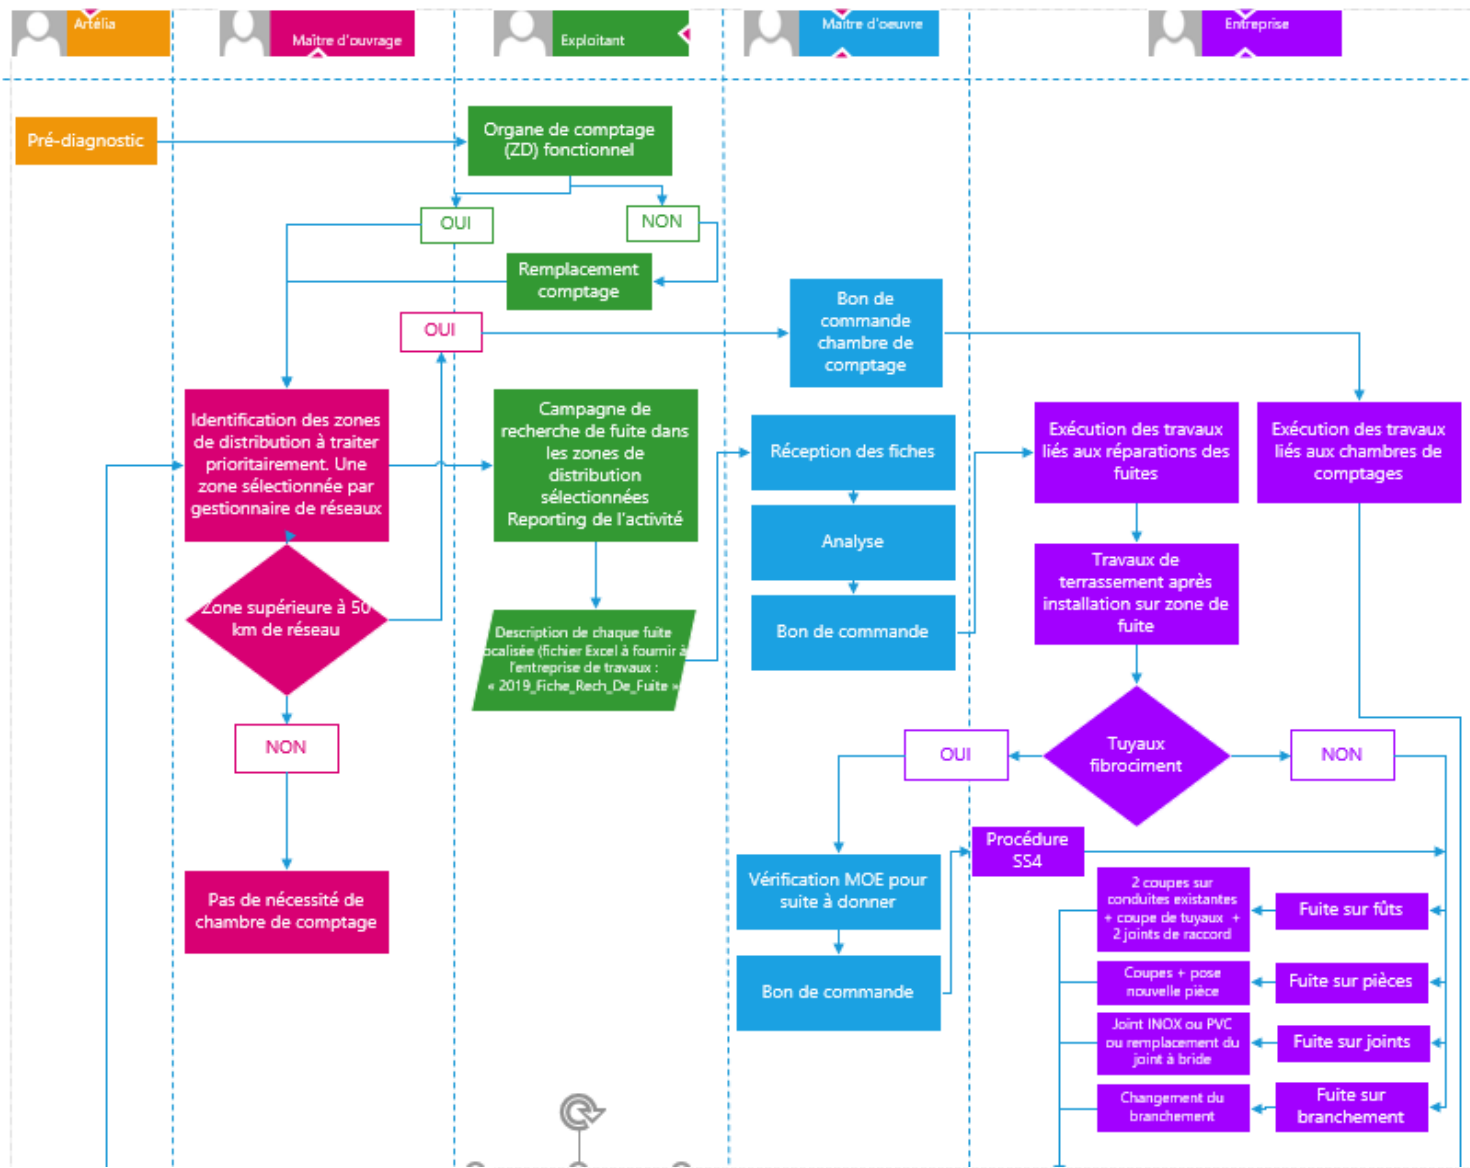 Artélia
Maître d'ouvrage
Exploitant
Maître d'oeuvre
Entreprise
Pré-diagnostic
Organe de comptage
(ZD) fonctionnel
OUI
NON
Remplacement
comptage
OUI
Bon de
commande
chambre de
comptage
Identification des zones
de distribution à traiter
prioritairement. Une
zone sélectionnée par
gestionnaire de réseaux
Campagne de
recherche de fuite dans
les zones de
distribution
sélectionnées
Reporting de l'activité
Réception des fiches
Analyse
Bon de commande
Exécution des travaux
liés aux réparations des
fuites
Exécution des travaux
liés aux chambres de
comptages
Travaux de
terrassement après
installation sur zone de
fuite
Zone supérieure à 50
km de réseau
Description de chaque fuite
ocalisée (fichier Excel à fournir à
l'entreprise de travaux :
« 2019_Fiche_Rech_De_Fuite »
NON
Pas de nécessité de
chambre de comptage
Tuyaux
fibrociment
OUI
NON
Vérification MOE pour
suite à donner
Bon de commande
Procédure
SS4
2 coupes sur
conduites existantes
+ coupe de tuyaux +
2 joints de raccord
Fuite sur fûts
Coupes + pose
nouvelle pièce
Fuite sur pièces
Joint INOX ou PVC
ou remplacement du
joint à bride
Fuite sur joints
Changement du
branchement
Fuite sur
branchement